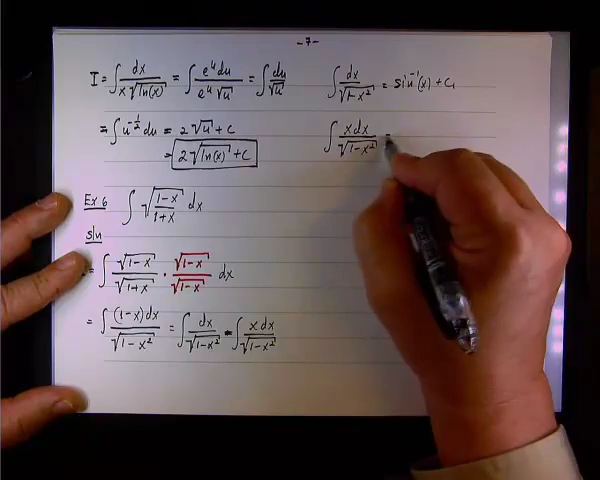 -7-
I = ∫ dx / (x √ln(x)) = ∫ e^u du / (e^u √u) = ∫ du / √u
= ∫ u^(-1/2) du = 2√u + C
= 2√ln(x) + C
Ex 6 ∫ √((1-x)/(1+x)) dx
sln
= ∫ √(1-x) / √(1+x) · √(1-x) / √(1-x) dx
= ∫ (1-x) dx / √(1-x²) = ∫ dx / √(1-x²) - ∫ x dx / √(1-x²)
∫ dx / √(1-x²) = sin⁻¹(x) + C₁
∫ x dx / √(1-x²) =